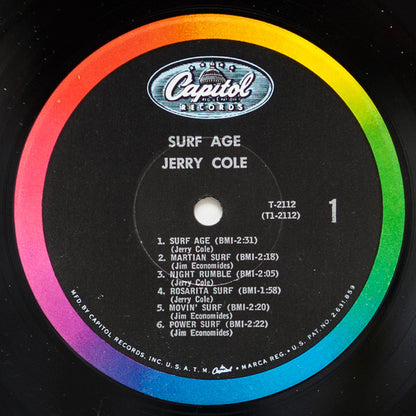 Capitol
REG. U.S. PAT. OFF.
RECORDS
SURF AGE
JERRY COLE
T-2112
(T1-2112)
1
1. SURF AGE (BMI-2:31)
(Jerry Cole)
2. MARTIAN SURF (BMI-2:18)
(Jim Economides)
3. NIGHT RUMBLE (BMI-2:05)
(Jerry Cole)
4. ROSARITA SURF (BMI-1:58)
(Jerry Cole)
5. MOVIN' SURF (BMI-2:20)
(Jim Economides)
6. POWER SURF (BMI-2:22)
(Jim Economides)
MFD. BY CAPITOL RECORDS, INC. U.S.A. T.M. Capitol • MARCA REG. • U.S. PAT. NO. 2,631,859